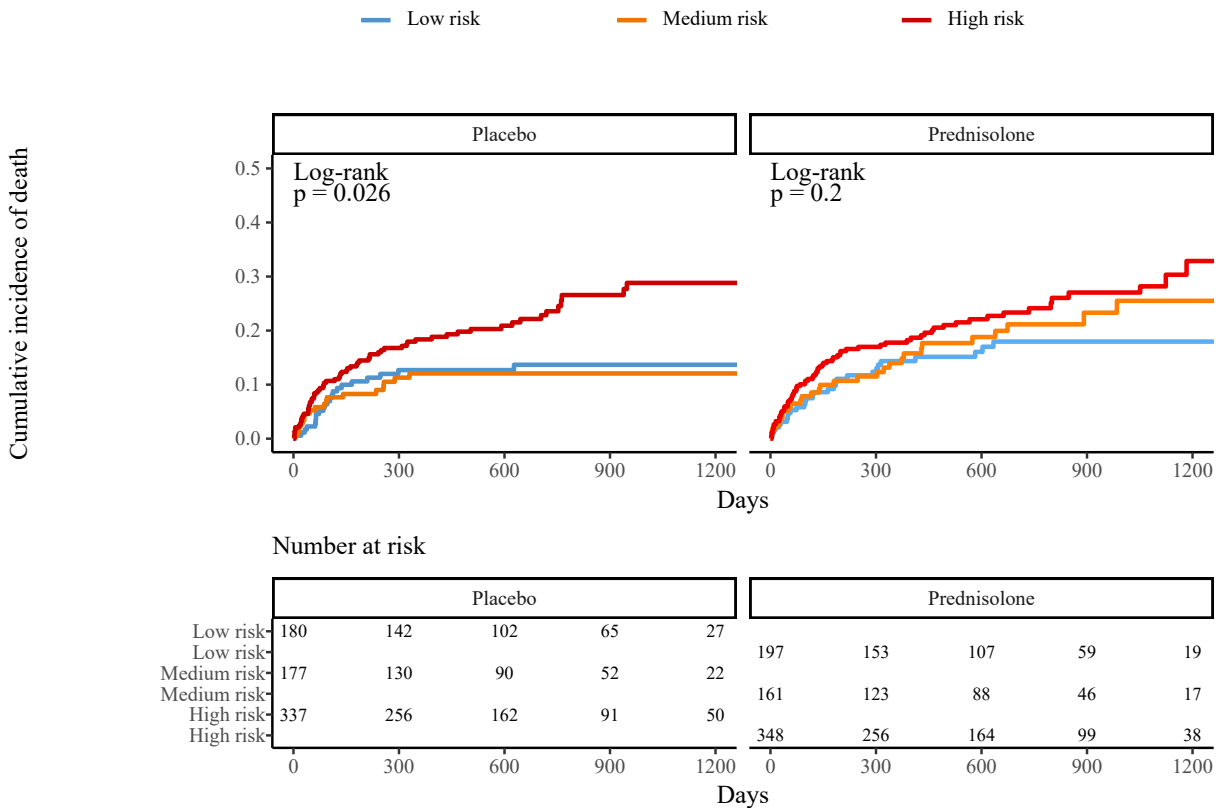 Low risk Medium risk High risk
Cumulative incidence of death
Placebo Prednisolone
Log-rank
p = 0.026
Log-rank
p = 0.2
0.5
0.4
0.3
0.2
0.1
0.0
0 300 600 900 1200 0 300 600 900 1200
Days Days
Number at risk
Placebo Prednisolone
Low risk 180 142 102 65 27
Low risk 197 153 107 59 19
Medium risk 177 130 90 52 22
Medium risk 161 123 88 46 17
High risk 337 256 162 91 50
High risk 348 256 164 99 38
0 300 600 900 1200 0 300 600 900 1200
Days Days